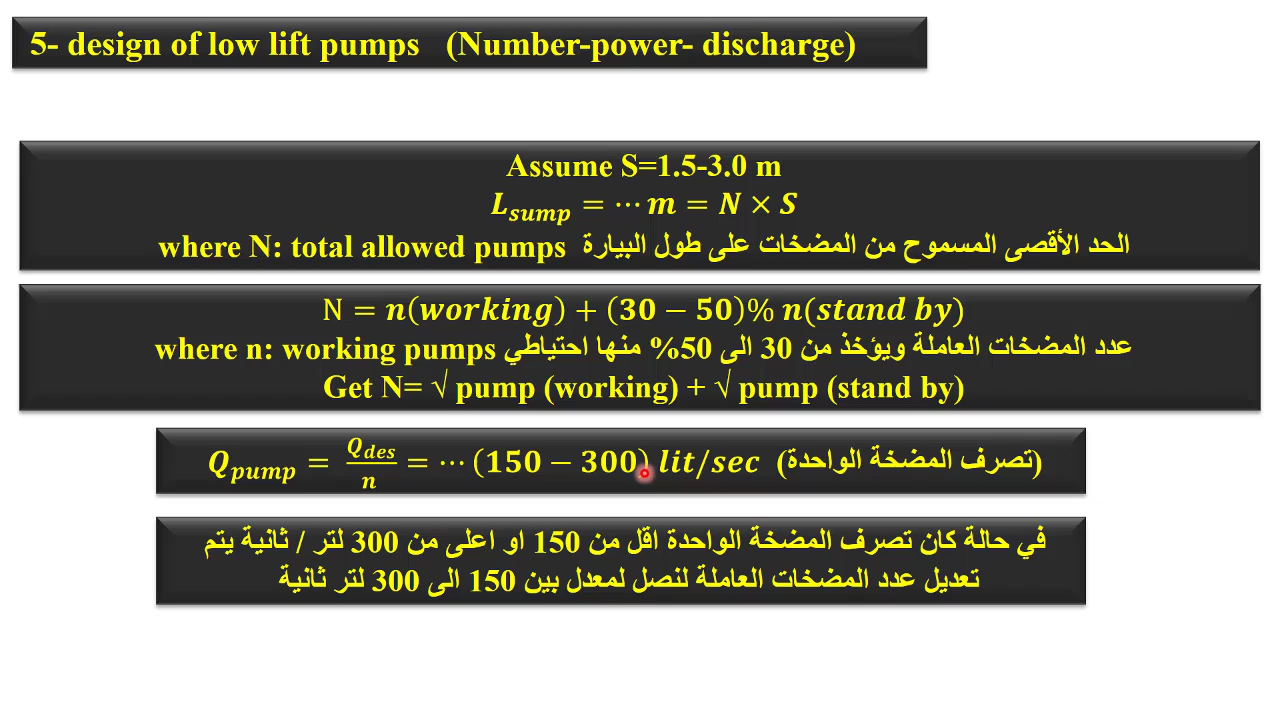 5- design of low lift pumps (Number-power- discharge)
Assume S=1.5-3.0 m
L_sump = ⋯ m = N × S
where N: total allowed pumps الحد الأقصى المسموح من المضخات على طول البيارة
N = n(working) + (30 − 50)% n(stand by)
where n: working pumps عدد المضخات العاملة ويؤخذ من 30 الى 50% منها احتياطي
Get N= √ pump (working) + √ pump (stand by)
Q_pump = Q_des/n = ⋯ (150 − 300) lit/sec (تصرف المضخة الواحدة)
في حالة كان تصرف المضخة الواحدة اقل من 150 او اعلى من 300 لتر / ثانية يتم
تعديل عدد المضخات العاملة لنصل لمعدل بين 150 الى 300 لتر ثانية